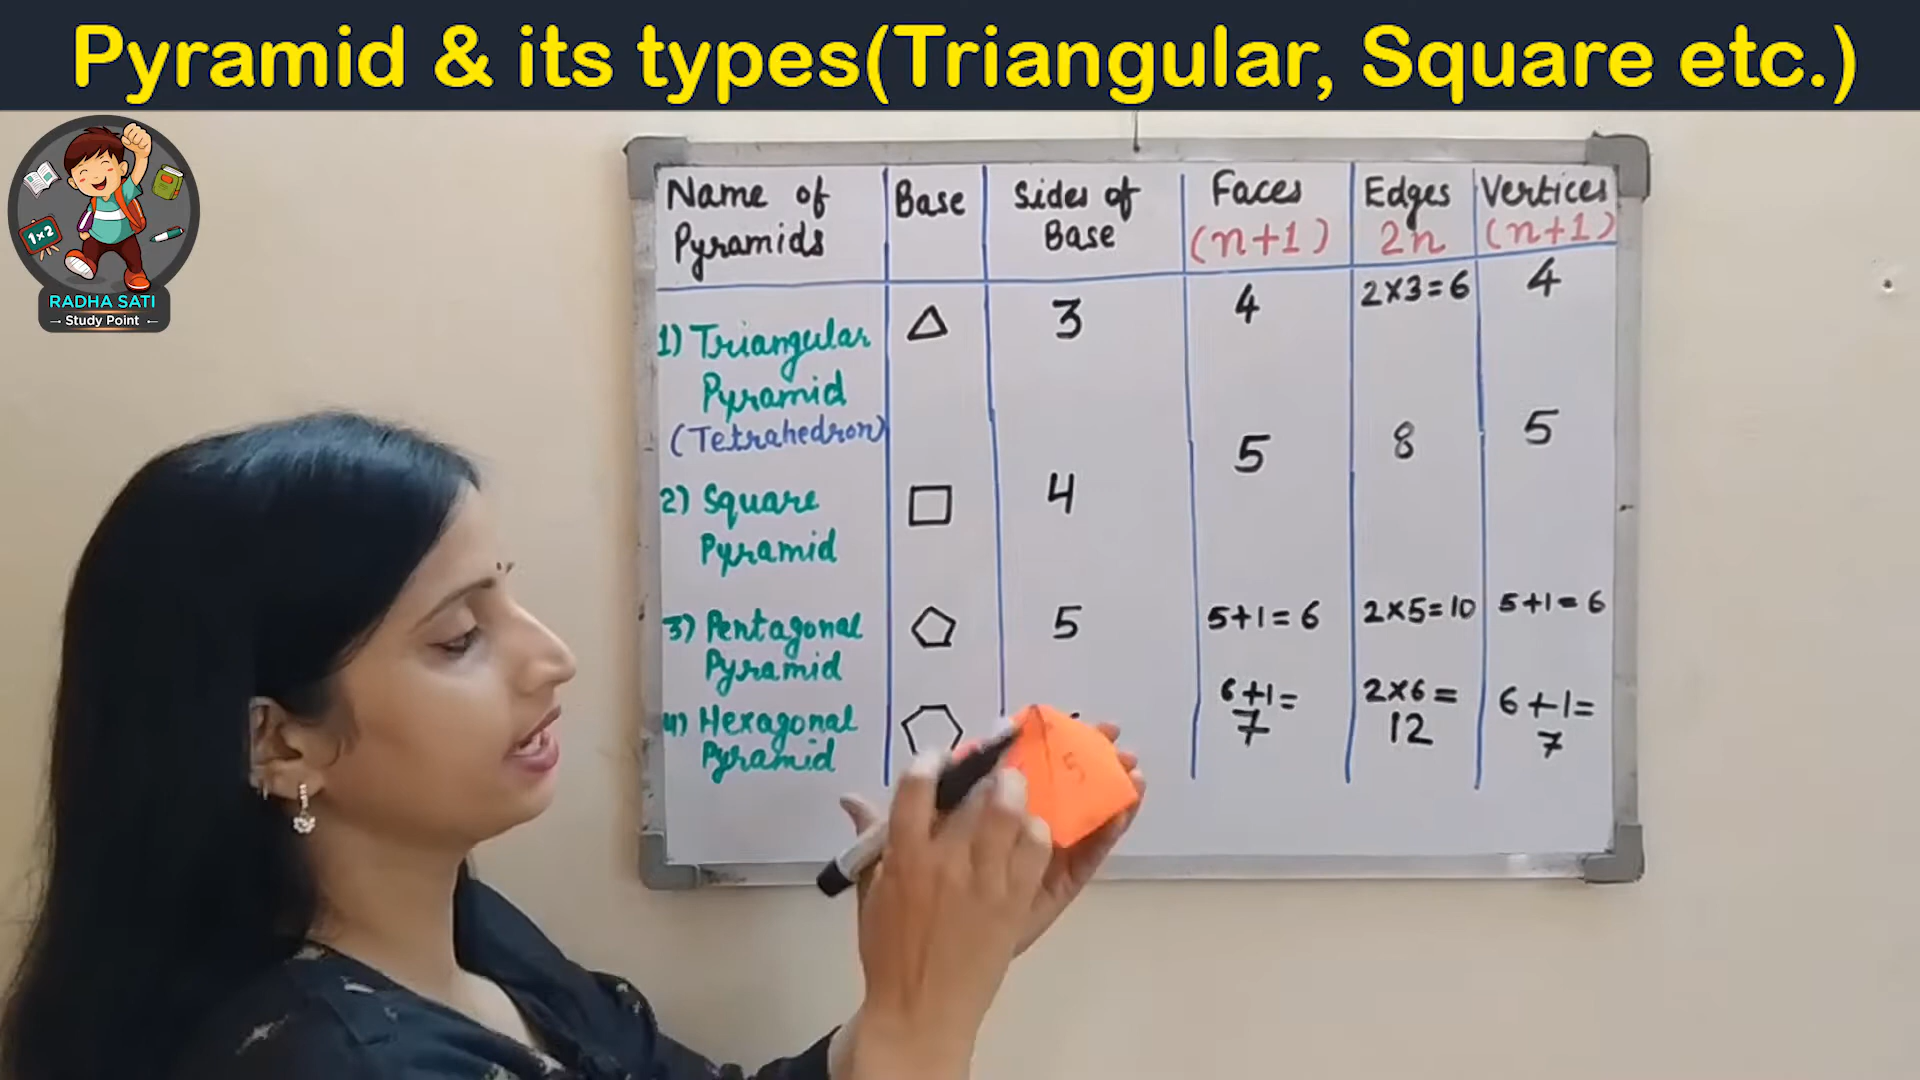 Pyramid & its types(Triangular, Square etc.)
RADHA SATI
Study Point
1x2
Name of Pyramids
Base
Sides of Base
Faces (n+1)
Edges 2n
Vertices (n+1)
1) Triangular Pyramid (Tetrahedron)
3
4
2×3=6
4
2) Square Pyramid
4
5
8
5
3) Pentagonal Pyramid
5
5+1=6
2×5=10
5+1=6
4) Hexagonal Pyramid
6+1= 7
2×6= 12
6+1= 7
5